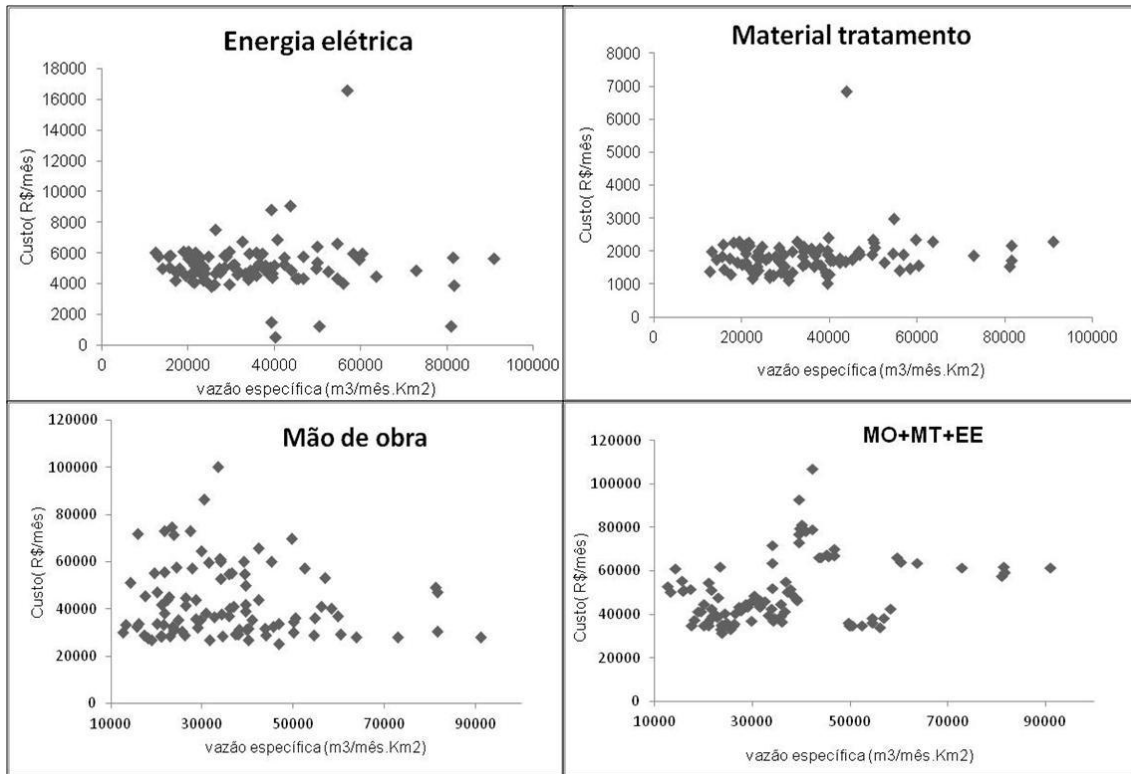 Energia elétrica
Custo( R$/mês)
18000
16000
14000
12000
10000
8000
6000
4000
2000
0
0 20000 40000 60000 80000 100000
vazão específica (m3/mês.Km2)
Material tratamento
Custo( R$/mês)
8000
7000
6000
5000
4000
3000
2000
1000
0
0 20000 40000 60000 80000 100000
vazão específica (m3/mês.Km2)
Mão de obra
Custo( R$/mês)
120000
100000
80000
60000
40000
20000
0
10000 30000 50000 70000 90000
vazão específica (m3/mês.Km2)
MO+MT+EE
Custo( R$/mês)
120000
100000
80000
60000
40000
20000
0
10000 30000 50000 70000 90000
vazão específica (m3/mês.Km2)